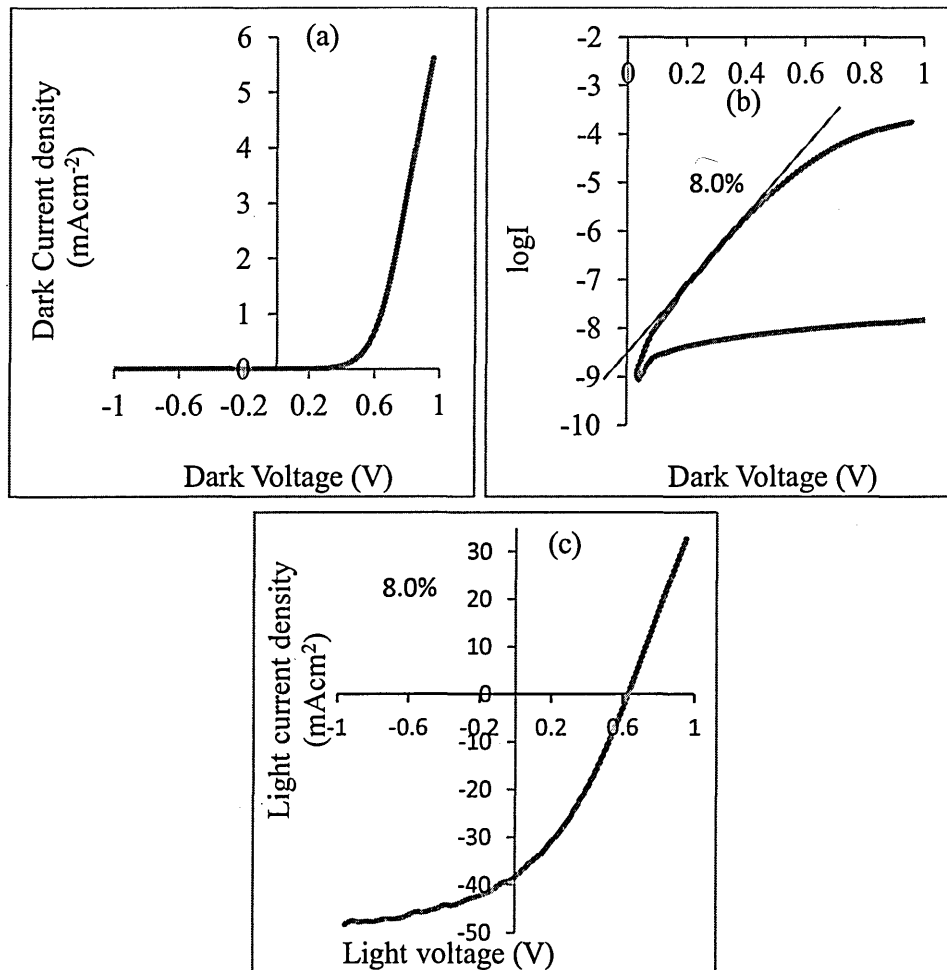 (a)
6
5
4
3
2
1
0
-1 -0.6 -0.2 0.2 0.6 1
Dark Current density
(mAcm-2)
Dark Voltage (V)
-2
0 0.2 0.4 0.6 0.8 1
-3
(b)
-4
8.0%
-5
-6
-7
-8
-9
-10
logI
Dark Voltage (V)
(c)
30
8.0%
20
10
0
-1 -0.6 -0.2 0.2 0.6 1
-10
-20
-30
-40
-50
Light current density
(mAcm2)
Light voltage (V)